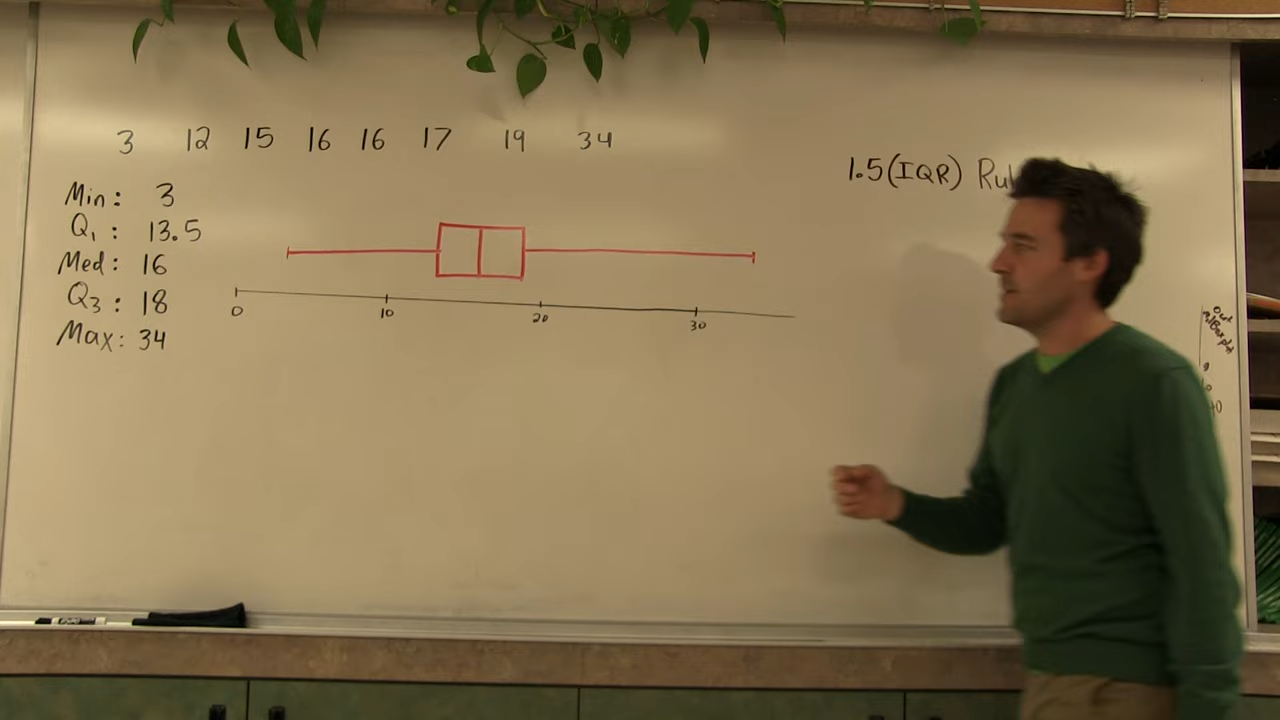 3 12 15 16 16 17 19 34
1.5(IQR)
Min: 3
Q1: 13.5
Med: 16
Q3: 18
Max: 34
0 10 20 30